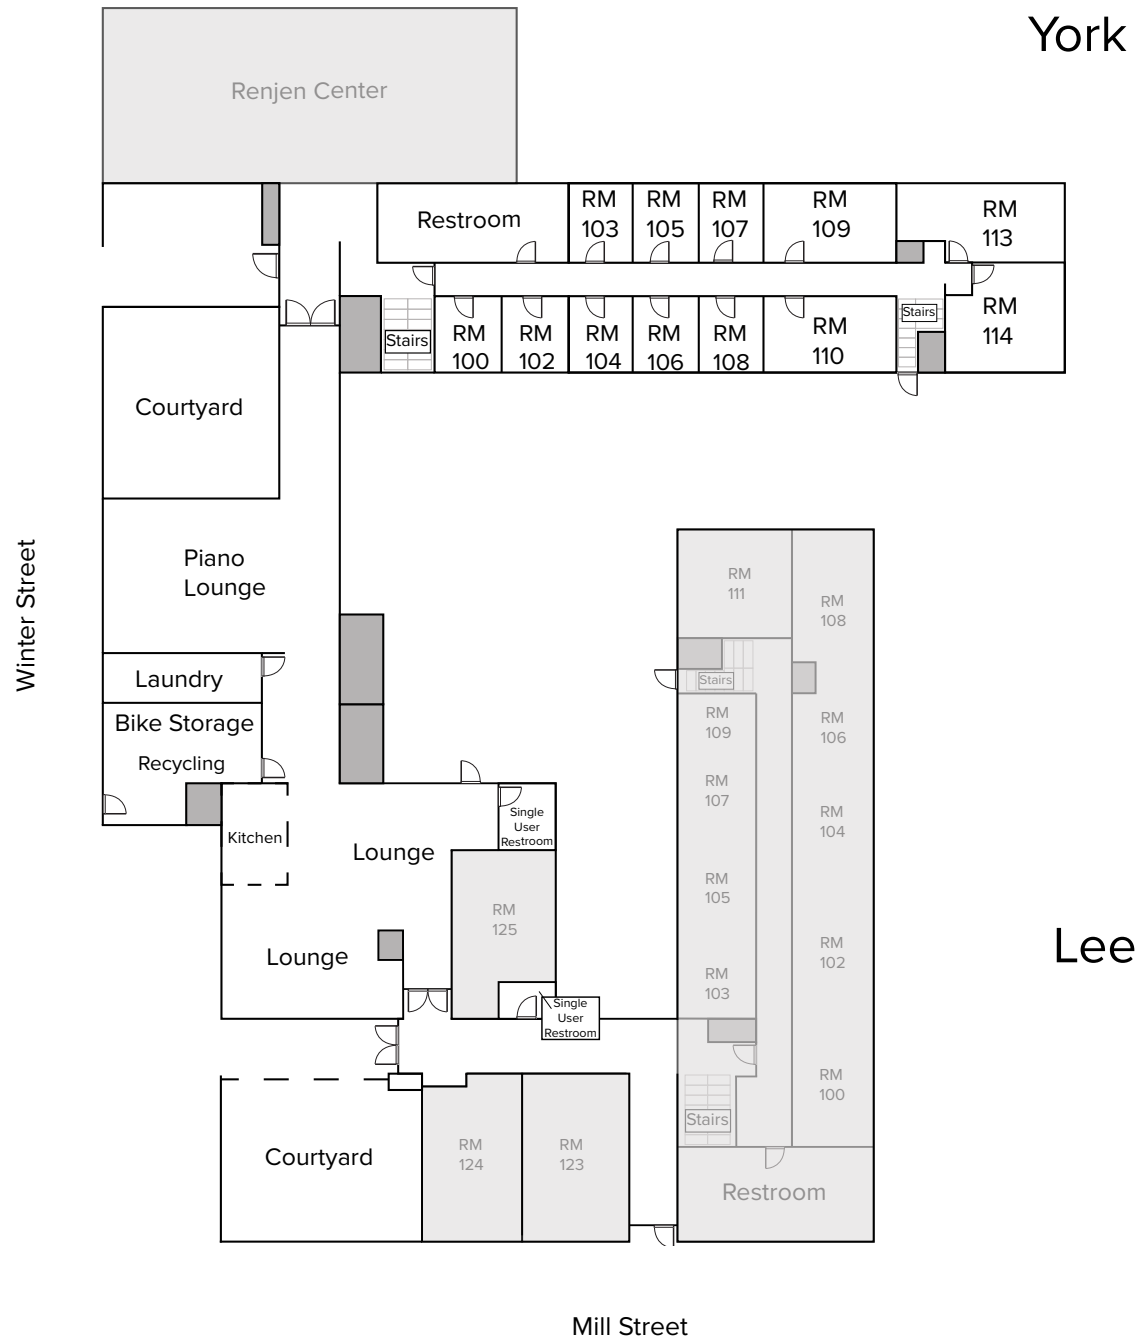 York
Renjen Center
Restroom
RM
103
RM
105
RM
107
RM
109
RM
113
Stairs
RM
100
RM
102
RM
104
RM
106
RM
108
RM
110
Stairs
RM
114
Courtyard
Winter Street
Piano
Lounge
Laundry
Bike Storage
Recycling
Kitchen
Lounge
Single
User
Restroom
RM
125
Lounge
Single
User
Restroom
Courtyard
RM
124
RM
123
RM
111
RM
108
Stairs
RM
109
RM
106
RM
107
RM
104
RM
105
RM
102
RM
103
RM
100
Stairs
Restroom
Lee
Mill Street